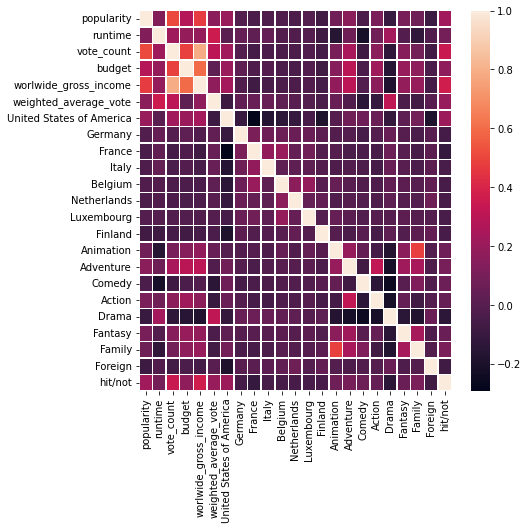 popularity
runtime
vote_count
budget
worlwide_gross_income
weighted_average_vote
United States of America
Germany
France
Italy
Belgium
Netherlands
Luxembourg
Finland
Animation
Adventure
Comedy
Action
Drama
Fantasy
Family
Foreign
hit/not
popularity
runtime
vote_count
budget
worlwide_gross_income
weighted_average_vote
United States of America
Germany
France
Italy
Belgium
Netherlands
Luxembourg
Finland
Animation
Adventure
Comedy
Action
Drama
Fantasy
Family
Foreign
hit/not
1.0
0.8
0.6
0.4
0.2
0.0
−0.2